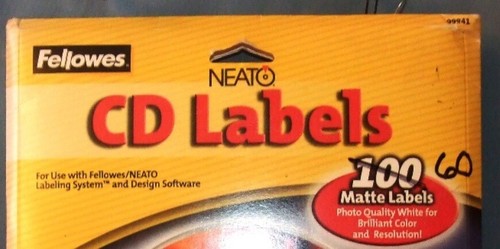 99941
Fellowes
NEATO
CD Labels
For Use with Fellowes/NEATO
Labeling System™ and Design Software
100 60
Matte Labels
Photo Quality White for
Brilliant Color
and Resolution!